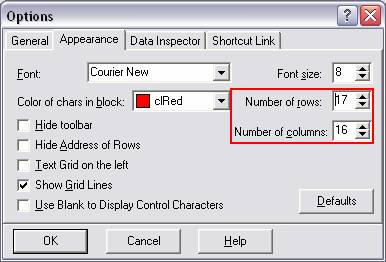 Options
General Appearance Data Inspector Shortcut Link
Font: Courier New Font size: 8
Color of chars in block: clRed Number of rows: 17
Hide toolbar Number of columns: 16
Hide Address of Rows
Text Grid on the left
Show Grid Lines
Use Blank to Display Control Characters Defaults
OK Cancel Help